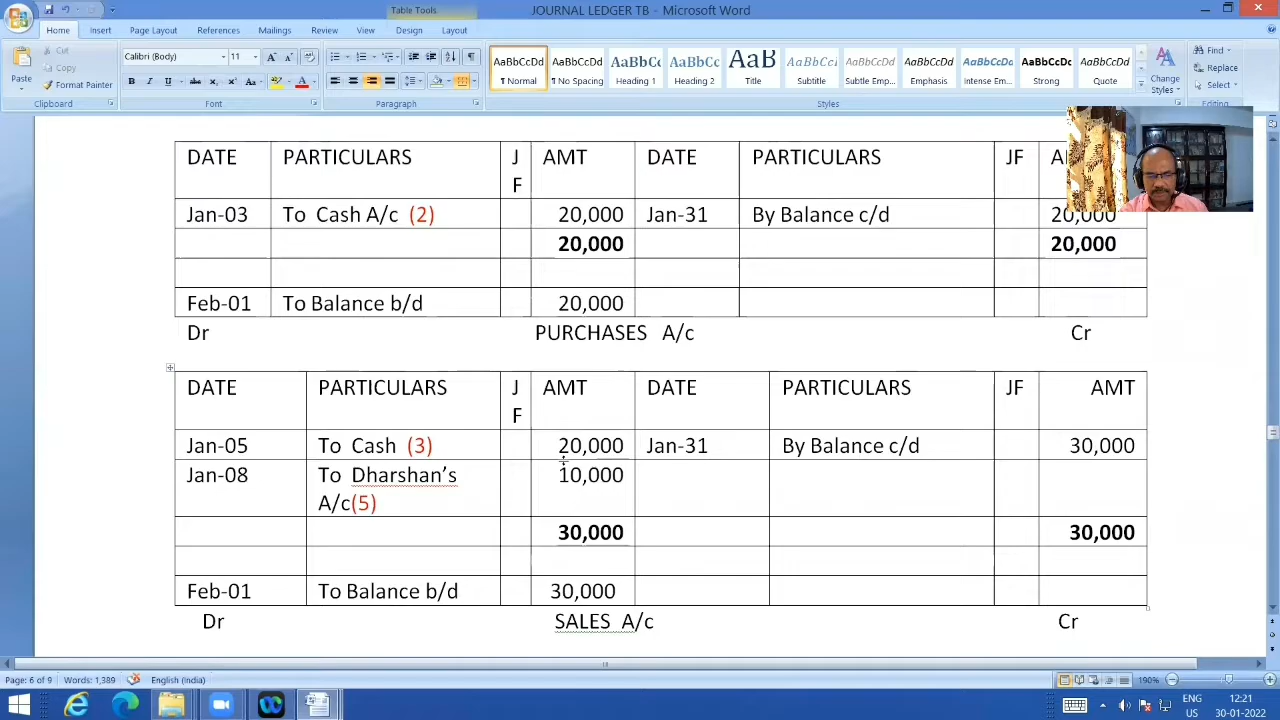 Table Tools
JOURNAL LEDGER TB - Microsoft Word
Home Insert Page Layout References Mailings Review View Design Layout
Paste
Cut
Copy
Format Painter
Clipboard
Calibri (Body) 11
Font
Paragraph
AaBbCcDd AaBbCcDd AaBbCc AaBbCc AaB AaBbCcI AaBbCcDd AaBbCcDd AaBbCcDd AaBbCcDd AaBbCcDd
¶ Normal ¶ No Spacing Heading 1 Heading 2 Title Subtitle Subtle Emp... Emphasis Intense Em... Strong Quote
Styles
Change Styles
Find
Replace
Select
Editing
DATE PARTICULARS J F AMT DATE PARTICULARS JF
Jan-03 To Cash A/c (2) 20,000 Jan-31 By Balance c/d 20,000
20,000 20,000
Feb-01 To Balance b/d 20,000
Dr PURCHASES A/c Cr
DATE PARTICULARS J F AMT DATE PARTICULARS JF AMT
Jan-05 To Cash (3) 20,000 Jan-31 By Balance c/d 30,000
Jan-08 To Dharshan's 10,000
A/c(5)
30,000 30,000
Feb-01 To Balance b/d 30,000
Dr SALES A/c Cr
Page: 6 of 9 Words: 1,389 English (India) 190%
ENG 12:21
US 30-01-2022